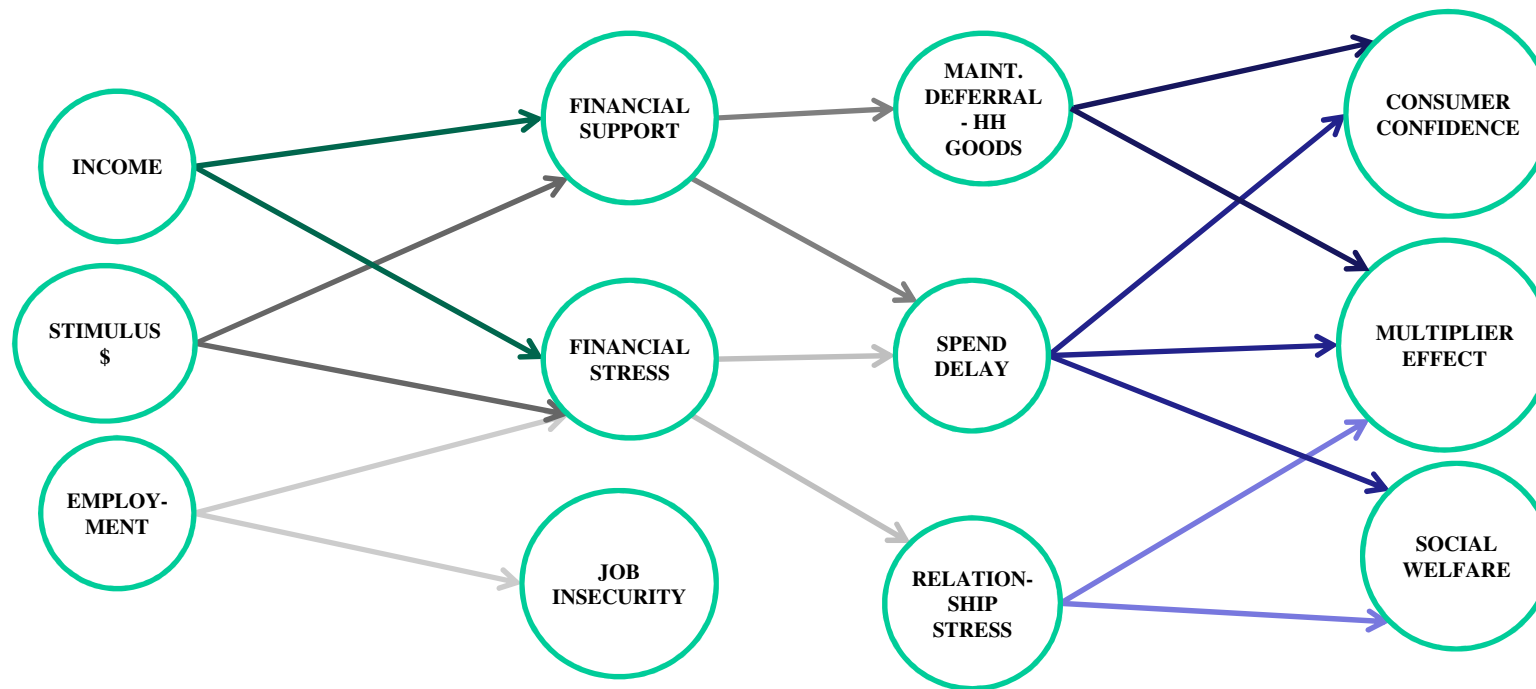 INCOME
STIMULUS
$
EMPLOY-
MENT
FINANCIAL
SUPPORT
FINANCIAL
STRESS
JOB
INSECURITY
MAINT.
DEFERRAL
- HH
GOODS
SPEND
DELAY
RELATION-
SHIP
STRESS
CONSUMER
CONFIDENCE
MULTIPLIER
EFFECT
SOCIAL
WELFARE